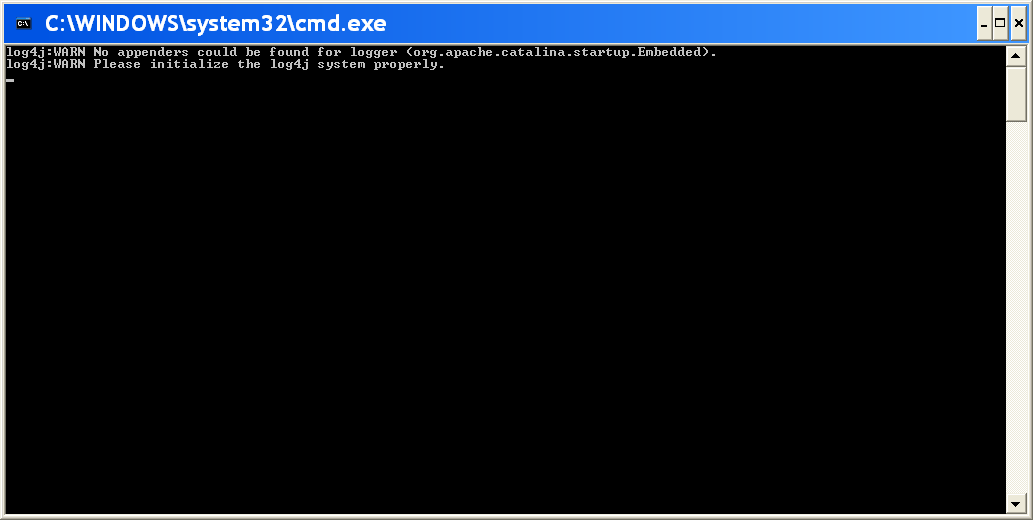 C:\WINDOWS\system32\cmd.exe
log4j:WARN No appenders could be found for logger (org.apache.catalina.startup.Embedded).
log4j:WARN Please initialize the log4j system properly.